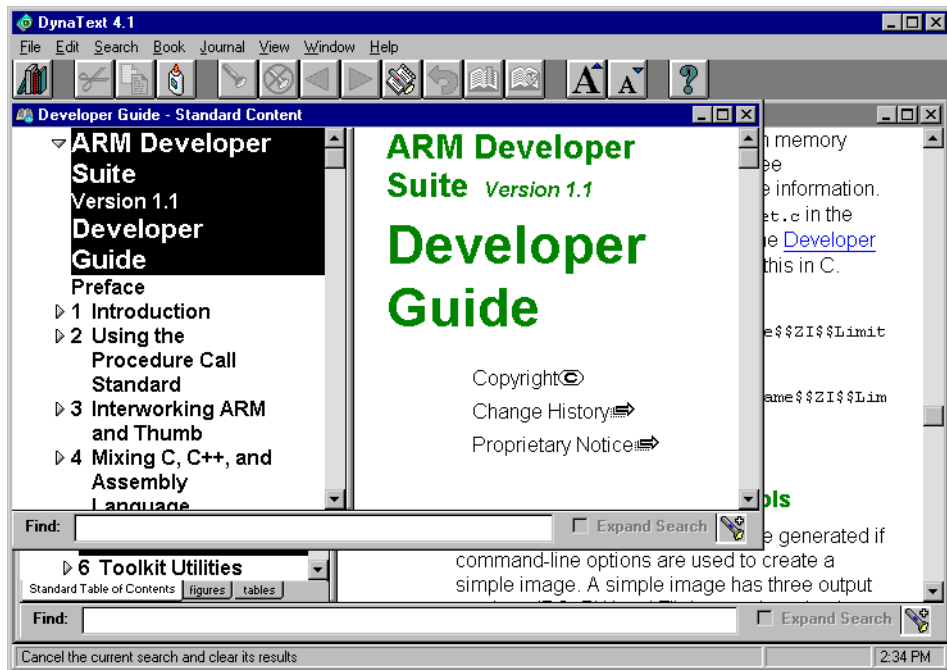 DynaText 4.1
File Edit Search Book Journal View Window Help
A A ?
Developer Guide - Standard Content
ARM Developer
Suite
Version 1.1
Developer
Guide
Preface
1 Introduction
2 Using the
Procedure Call
Standard
3 Interworking ARM
and Thumb
4 Mixing C, C++, and
Assembly
Language
ARM Developer
Suite Version 1.1
Developer
Guide
Copyright©
Change History
Proprietary Notice
Find: Expand Search
memory
information.
in the
Developer
this in C.
$$ZI$$Limit
$$ZI$$Lim
generated if
6 Toolkit Utilities
Standard Table of Contents figures tables
command-line options are used to create a
simple image. A simple image has three output
Find: Expand Search
Cancel the current search and clear its results 2:34 PM